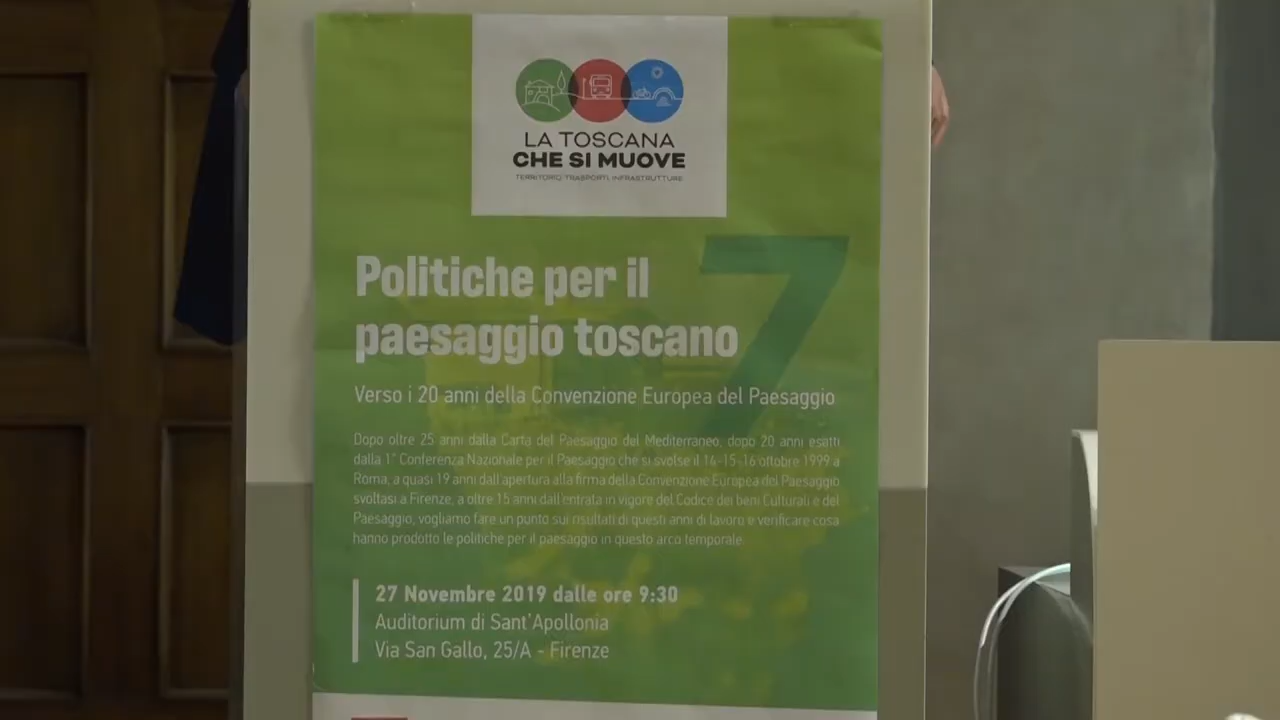 LA TOSCANA
CHE SI MUOVE
TERRITORIO, TRASPORTI, INFRASTRUTTURE
7
Politiche per il
paesaggio toscano
Verso i 20 anni della Convenzione Europea del Paesaggio
Dopo oltre 25 anni dalla Carta del Paesaggio del Mediterraneo, dopo 20 anni esatti
dalla 1° Conferenza Nazionale per il Paesaggio che si svolse il 14-15-16 ottobre 1999 a
Roma, a quasi 19 anni dall'apertura alla firma della Convenzione Europea del Paesaggio
svoltasi a Firenze, a oltre 15 anni dall'entrata in vigore del Codice dei beni Culturali e del
Paesaggio, vogliamo fare un punto sui risultati di questi anni di lavoro e verificare cosa
hanno prodotto le politiche per il paesaggio in questo arco temporale.
27 Novembre 2019 dalle ore 9:30
Auditorium di Sant'Apollonia
Via San Gallo, 25/A - Firenze